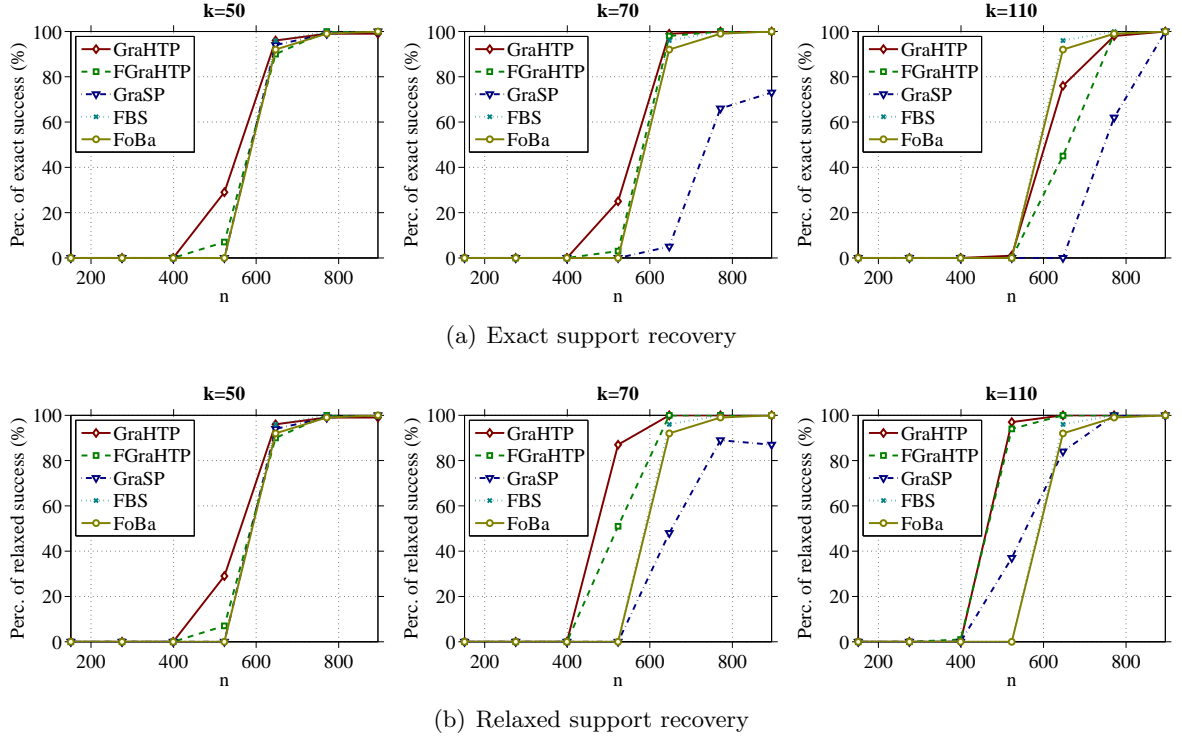 k=50
k=70
k=110
Perc. of exact success (%)
100
80
60
40
20
0
GraHTP
FGraHTP
GraSP
FBS
FoBa
200
400
600
800
n
Perc. of exact success (%)
100
80
60
40
20
0
GraHTP
FGraHTP
GraSP
FBS
FoBa
200
400
600
800
n
Perc. of exact success (%)
100
80
60
40
20
0
GraHTP
FGraHTP
GraSP
FBS
FoBa
200
400
600
800
n
(a) Exact support recovery
k=50
k=70
k=110
Perc. of relaxed success (%)
100
80
60
40
20
0
GraHTP
FGraHTP
GraSP
FBS
FoBa
200
400
600
800
n
Perc. of relaxed success (%)
100
80
60
40
20
0
GraHTP
FGraHTP
GraSP
FBS
FoBa
200
400
600
800
n
Perc. of relaxed success (%)
100
80
60
40
20
0
GraHTP
FGraHTP
GraSP
FBS
FoBa
200
400
600
800
n
(b) Relaxed support recovery